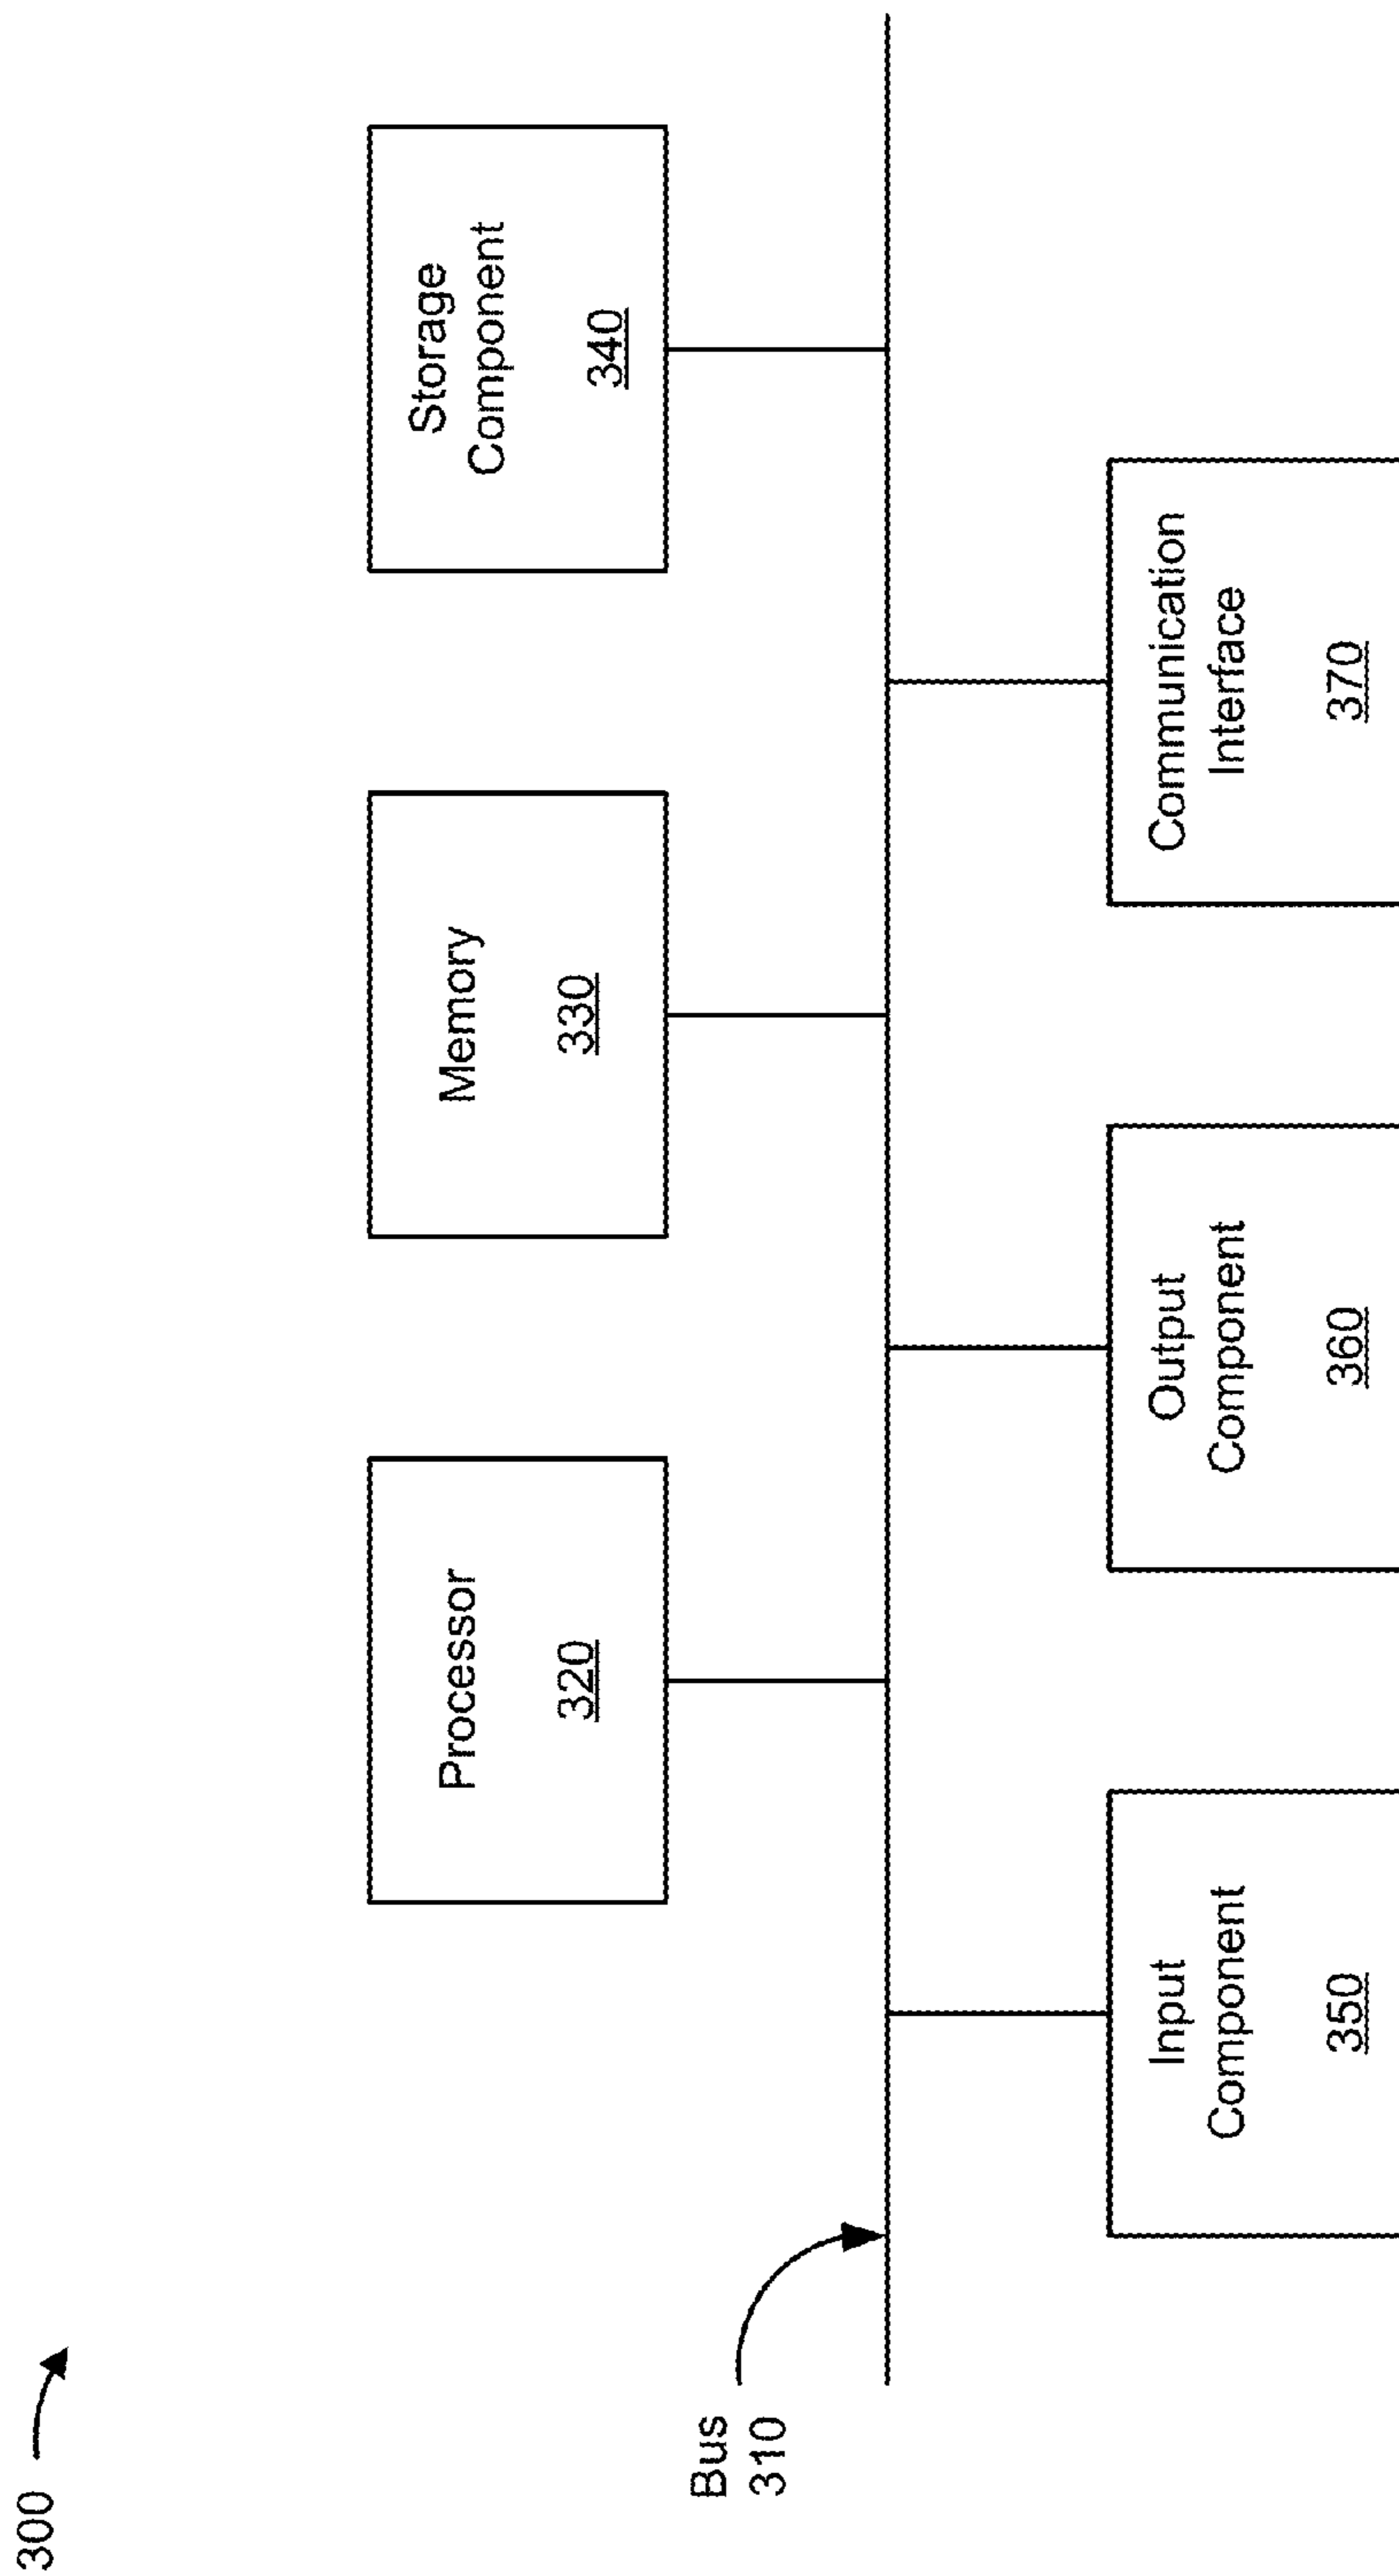 300
Bus
310
Processor
320
Memory
330
Storage
Component
340
Input
Component
350
Output
Component
360
Communication
Interface
370